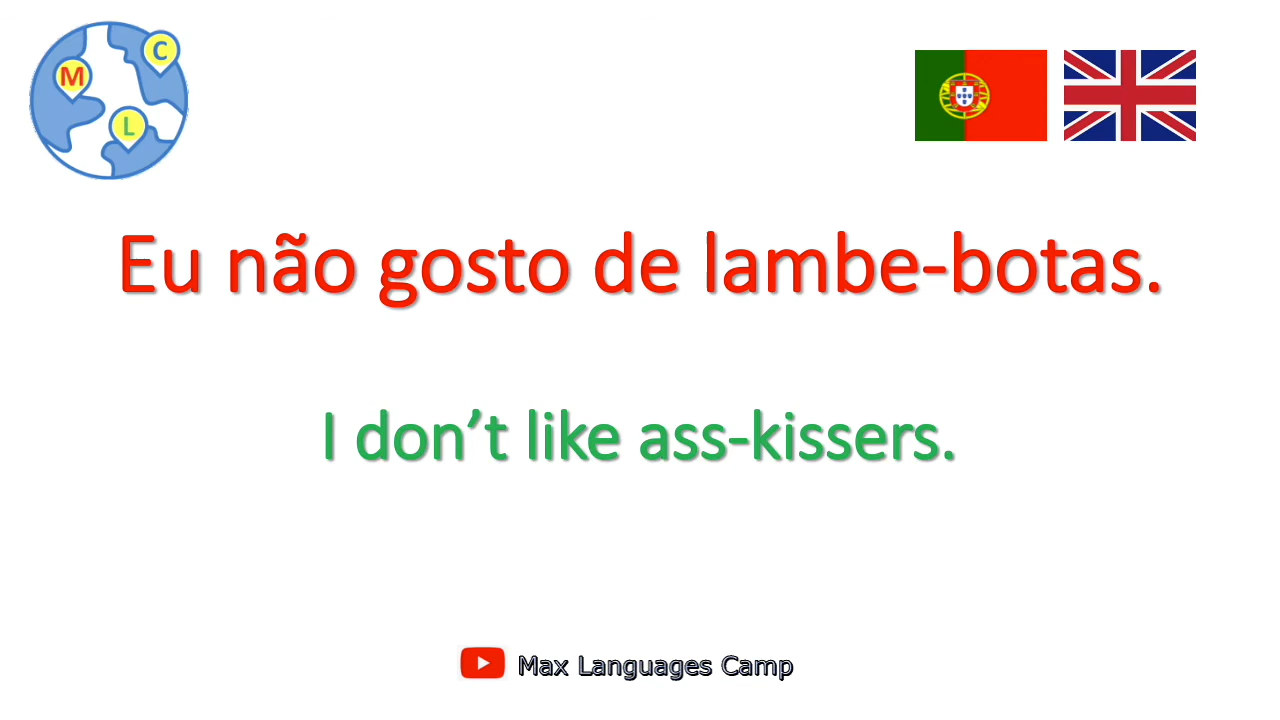 M
C
L
Eu não gosto de lambe-botas.
I don’t like ass-kissers.
Max Languages Camp